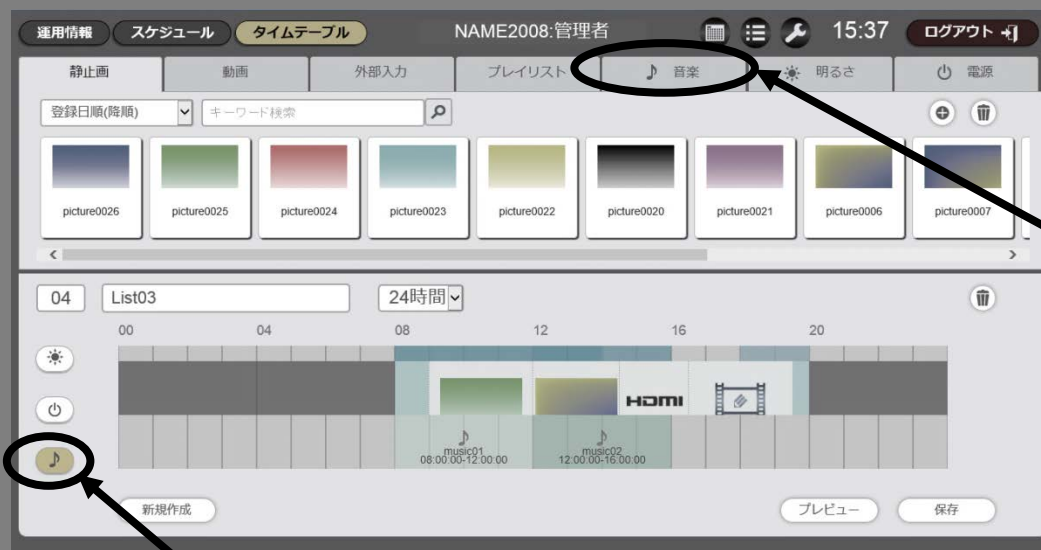 運用情報 スケジュール タイムテーブル NAME2008:管理者 15:37 ログアウト
静止画 動画 外部入力 プレイリスト 音楽 明るさ 電源
登録日順(降順) キーワード検索
picture0026 picture0025 picture0024 picture0023 picture0022 picture0020 picture0021 picture0006 picture0007
04 List03 24時間
00 04 08 12 16 20
HDMI
music01 music02
08:00:00-12:00:00 12:00:00-16:00:00
新規作成 プレビュー 保存